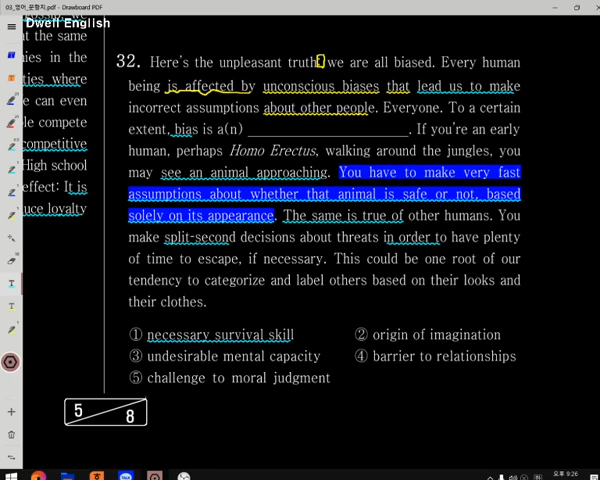 03_영어_문항지.pdf - Drawboard PDF
Dwell English
at the same
nies in the
ties where
e can even
le compete
competitive
High school
effect: It is
uce loyalty
32. Here's the unpleasant truth: we are all biased. Every human
being is affected by unconscious biases that lead us to make
incorrect assumptions about other people. Everyone. To a certain
extent, bias is a(n) ____________________. If you're an early
human, perhaps Homo Erectus, walking around the jungles, you
may see an animal approaching. You have to make very fast
assumptions about whether that animal is safe or not, based
solely on its appearance. The same is true of other humans. You
make split-second decisions about threats in order to have plenty
of time to escape, if necessary. This could be one root of our
tendency to categorize and label others based on their looks and
their clothes.
① necessary survival skill ② origin of imagination
③ undesirable mental capacity ④ barrier to relationships
⑤ challenge to moral judgment
5 8
오후 9:26